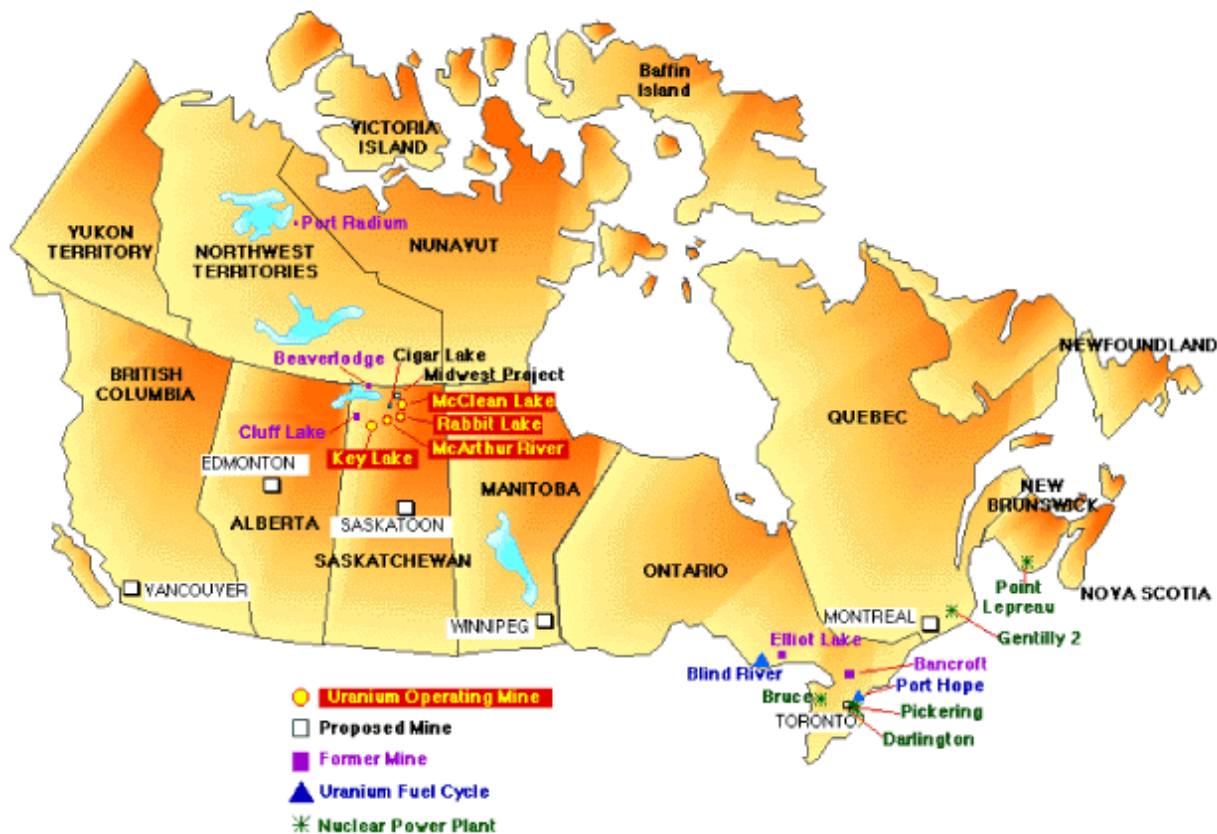 Baffin
Island
VICTORIA
ISLAND
Port Radium
YUKON
TERRITORY
NORTHWEST
TERRITORIES
NUNAVUT
Beaverlodge
Cigar Lake
Midwest Project
NEWFOUNDLAND
BRITISH
COLUMBIA
McClean Lake
QUEBEC
Cluff Lake
Rabbit Lake
McArthur River
Key Lake
EDMONTON
MANITOBA
NEW
BRUNSWICK
ALBERTA
SASKATOON
SASKATCHEWAN
ONTARIO
VANCOUVER
Point
Lepreau
NOVA SCOTIA
WINNIPEG
MONTREAL
Gentilly 2
Elliot Lake
Blind River
Bancroft
Port Hope
Bruce
Pickering
TORONTO
Darlington
Uranium Operating Mine
Proposed Mine
Former Mine
Uranium Fuel Cycle
Nuclear Power Plant